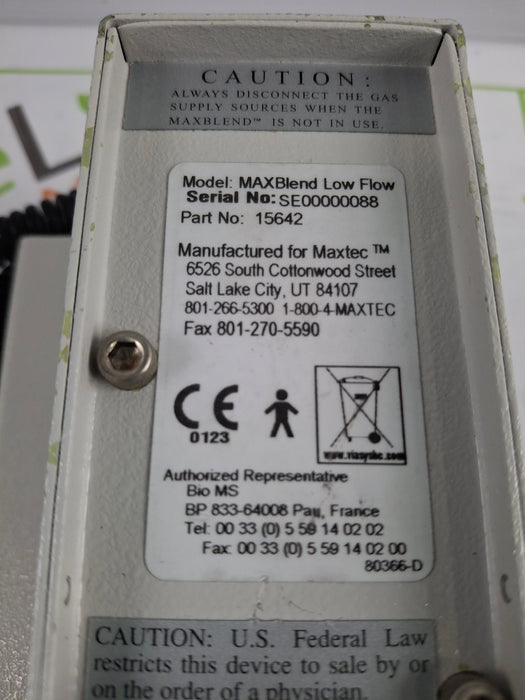 CAUTION:
ALWAYS DISCONNECT THE GAS
SUPPLY SOURCES WHEN THE
MAXBLEND™ IS NOT IN USE.
Model: MAXBlend Low Flow
Serial No: SE00000088
Part No: 15642
Manufactured for Maxtec ™
6526 South Cottonwood Street
Salt Lake City, UT 84107
801-266-5300 1-800-4-MAXTEC
Fax 801-270-5590
CE
0123
www.viasyshc.com
Authorized Representative
Bio MS
BP 833-64008 Pau, France
Tel: 00 33 (0) 5 59 14 02 02
Fax: 00 33 (0) 5 59 14 02 00
80366-D
CAUTION: U.S. Federal Law
restricts this device to sale by or
on the order of a physician.